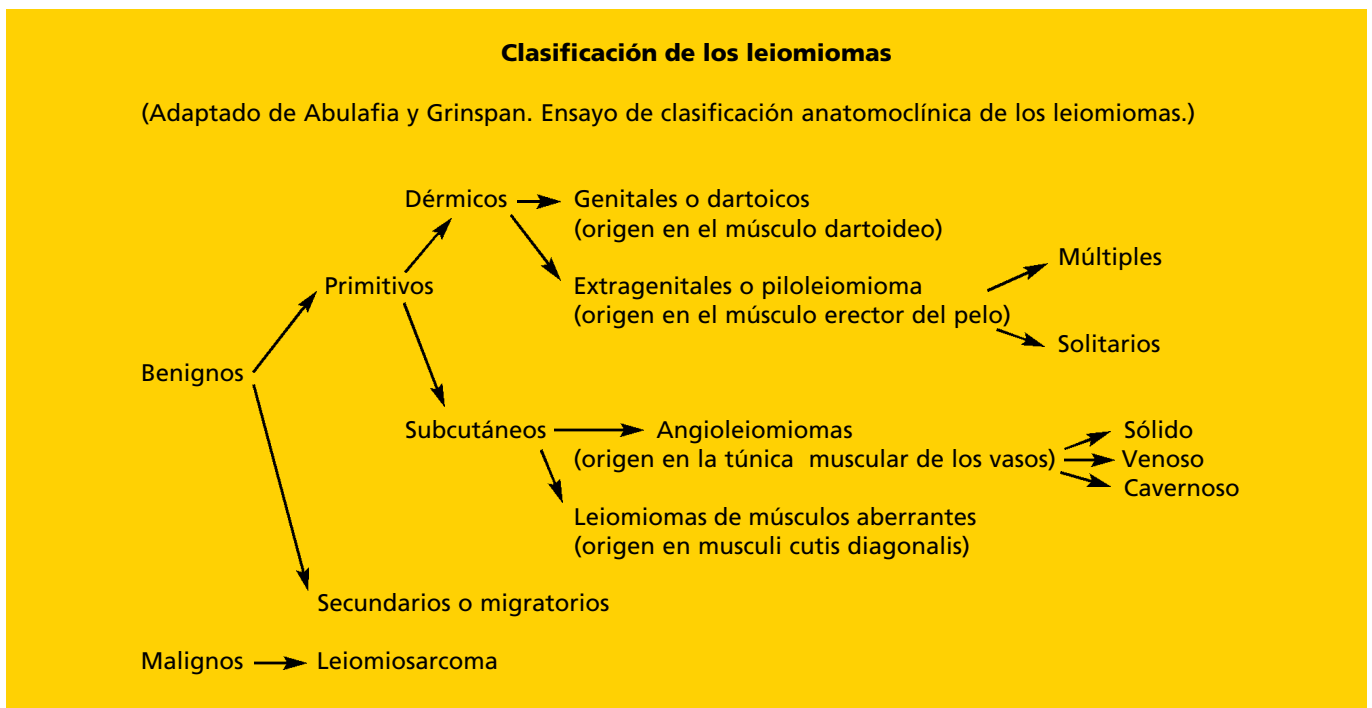 Clasificación de los leiomiomas
(Adaptado de Abulafia y Grinspan. Ensayo de clasificación anatomoclínica de los leiomiomas.)
Dérmicos
Genitales o dartoicos
(origen en el músculo dartoideo)
Múltiples
Primitivos
Extragenitales o piloleiomioma
(origen en el músculo erector del pelo)
Solitarios
Benignos
Subcutáneos
Angioleiomiomas
(origen en la túnica muscular de los vasos)
Sólido
Venoso
Cavernoso
Leiomiomas de músculos aberrantes
(origen en musculi cutis diagonalis)
Secundarios o migratorios
Malignos
Leiomiosarcoma